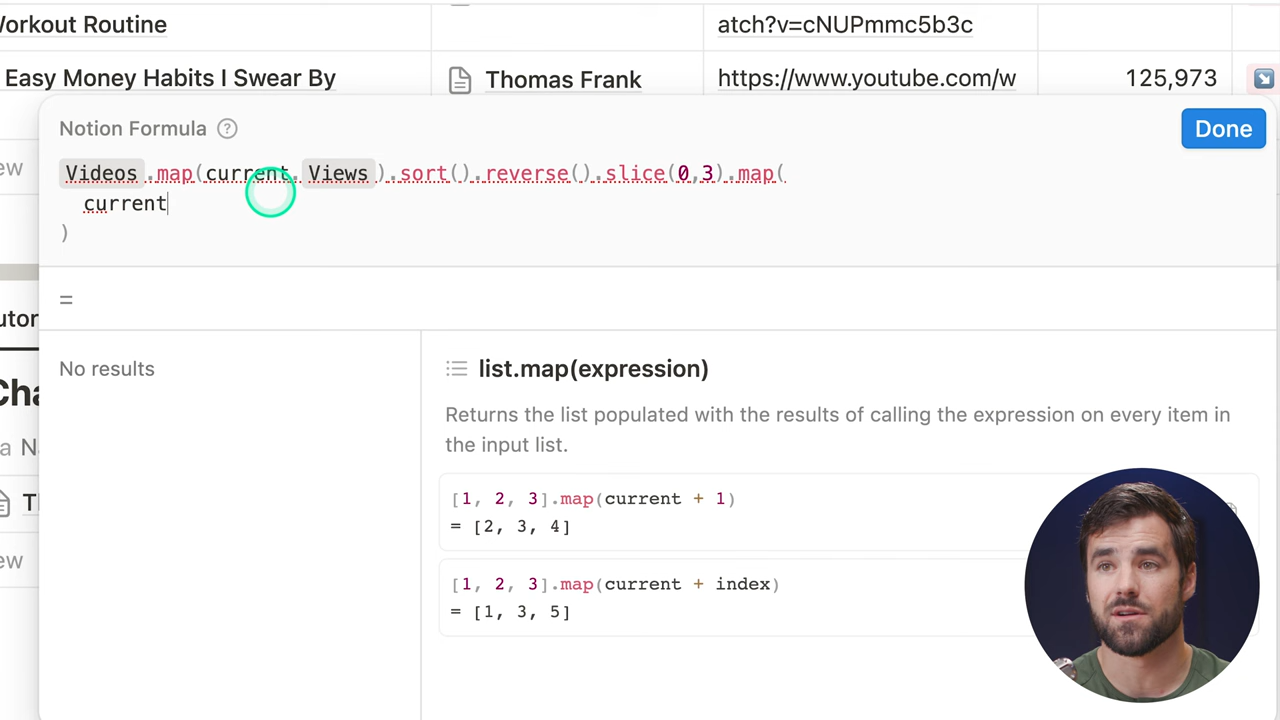 Workout Routine
atch?v=cNUPmmc5b3c
Easy Money Habits I Swear By
Thomas Frank
https://www.youtube.com/w
125,973
Notion Formula ?
Done
Videos.map(current.Views).sort().reverse().slice(0,3).map(
current
)
=
No results
list.map(expression)
Returns the list populated with the results of calling the expression on every item in
the input list.
[1, 2, 3].map(current + 1)
= [2, 3, 4]
[1, 2, 3].map(current + index)
= [1, 3, 5]